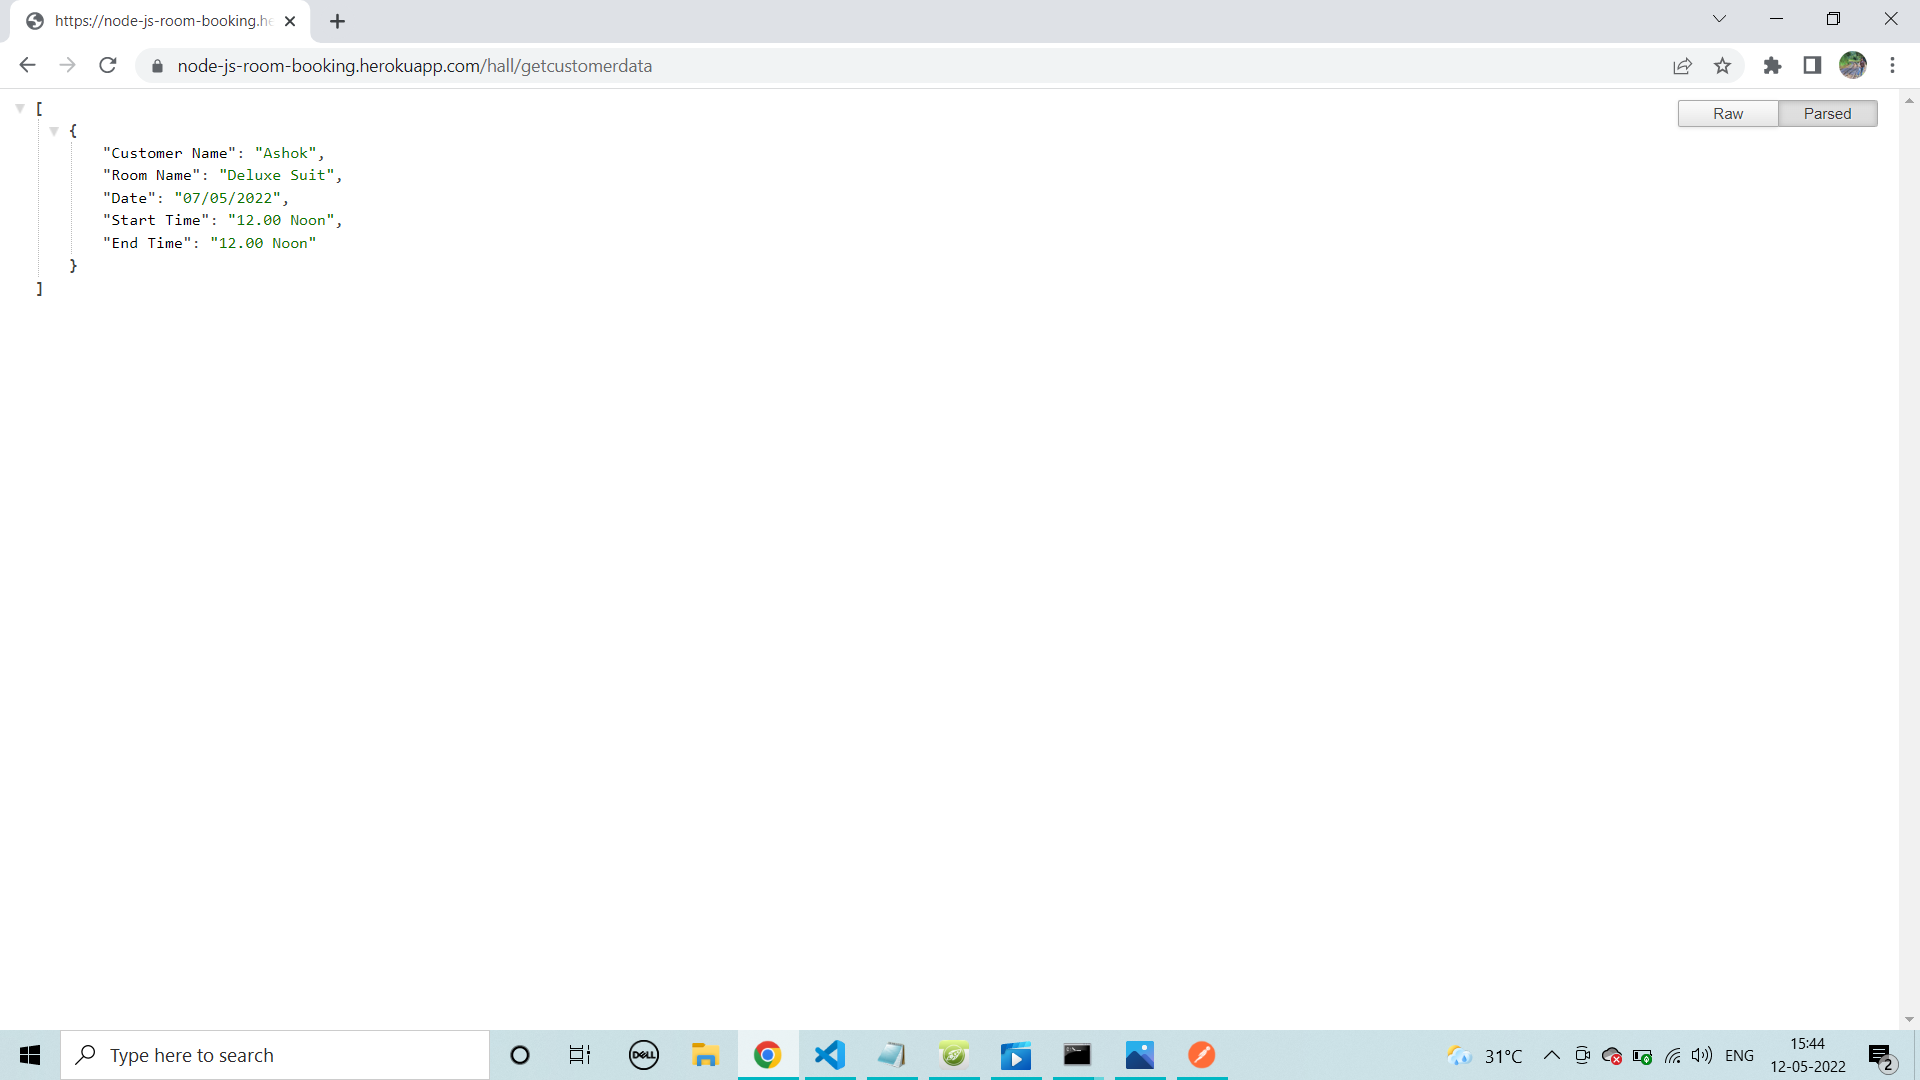 https://node-js-room-booking.he
node-js-room-booking.herokuapp.com/hall/getcustomerdata
Raw
Parsed
[
{
"Customer Name": "Ashok",
"Room Name": "Deluxe Suit",
"Date": "07/05/2022",
"Start Time": "12.00 Noon",
"End Time": "12.00 Noon"
}
]
Type here to search
DELL
31°C
ENG
15:44
12-05-2022
2